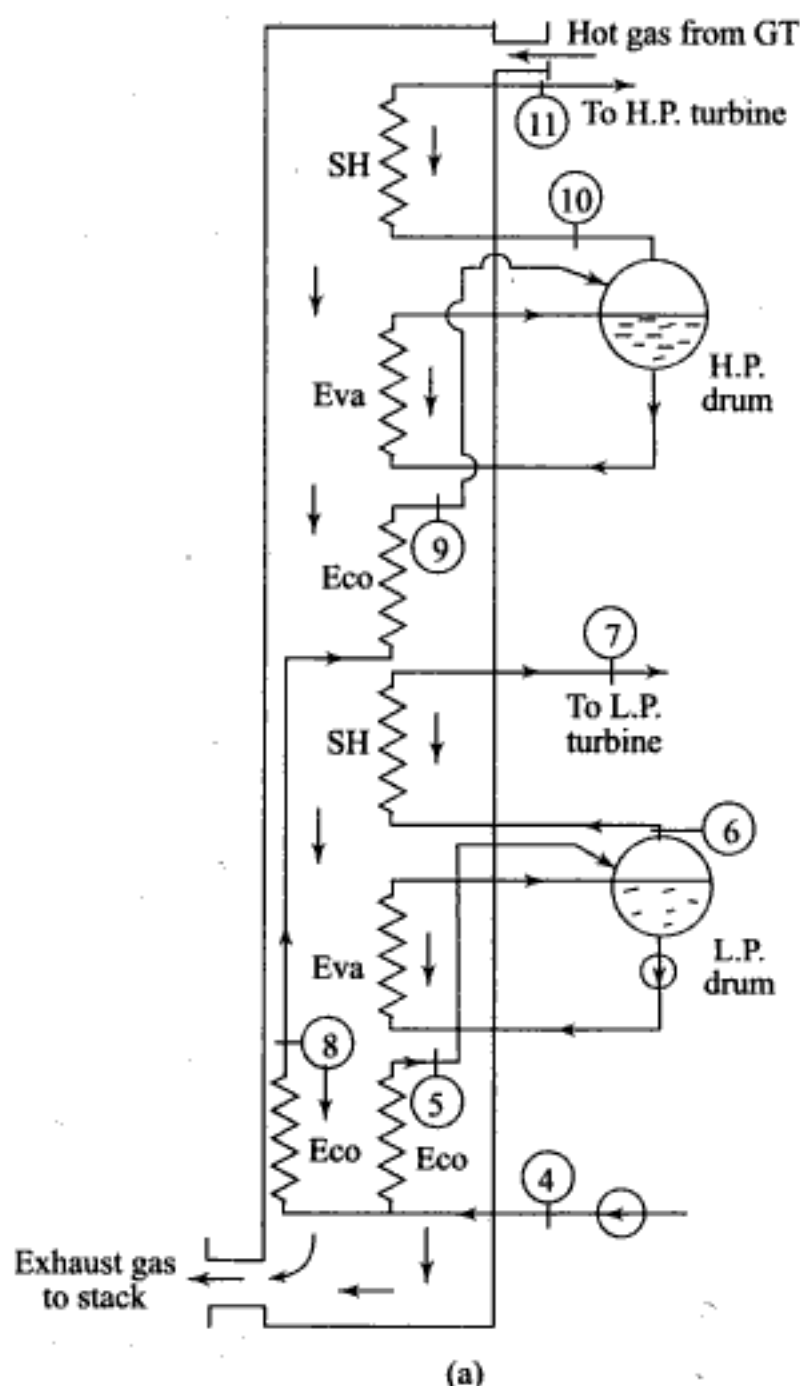 Hot gas from GT
11
To H.P. turbine
SH
10
H.P.
drum
Eva
9
Eco
7
To L.P.
turbine
SH
6
L.P.
drum
Eva
8
5
Eco
Eco
4
Exhaust gas
to stack
(a)